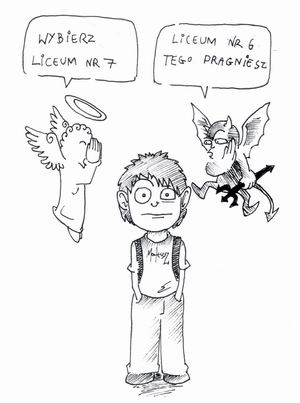 WYBIERZ
LICEUM NR 7
LICEUM NR 6
TEGO PRAGNIESZ